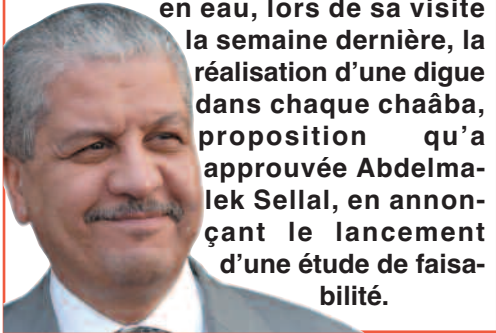 en eau, lors de sa visite
la semaine dernière, la
réalisation d’une digue
dans chaque chaâba,
proposition qu’a
approuvée Abdelma-
lek Sellal, en annon-
çant le lancement
d’une étude de faisa-
bilité.